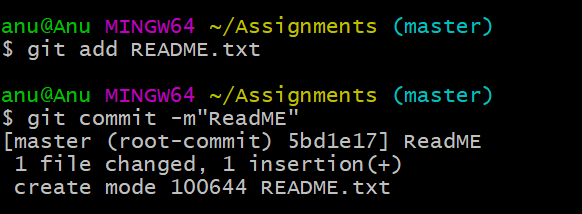 anu@Anu MINGW64 ~/Assignments (master)
$ git add README.txt
anu@Anu MINGW64 ~/Assignments (master)
$ git commit -m"ReadME"
[master (root-commit) 5bd1e17] ReadME
 1 file changed, 1 insertion(+)
 create mode 100644 README.txt